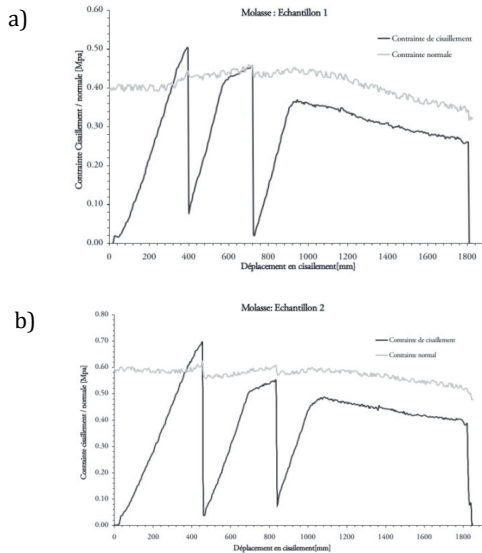 a)
Molasse : Echantillon 1
Contrainte de cisaillement
Contrainte normale
Contrainte Cisaillement / normale [Mpa]
0.60
0.50
0.40
0.30
0.20
0.10
0.00
0 200 400 600 800 1000 1200 1400 1600 1800
Déplacement en cisailement[mm]
b)
Molasse: Echantillon 2
Contrainte de cisaillement
Contrainte normal
Contrainte cisaillement / normale [Mpa]
0.80
0.70
0.60
0.50
0.40
0.30
0.20
0.10
0.00
0 200 400 600 800 1000 1200 1400 1600 1800
Déplacement en cisaillement[mm]